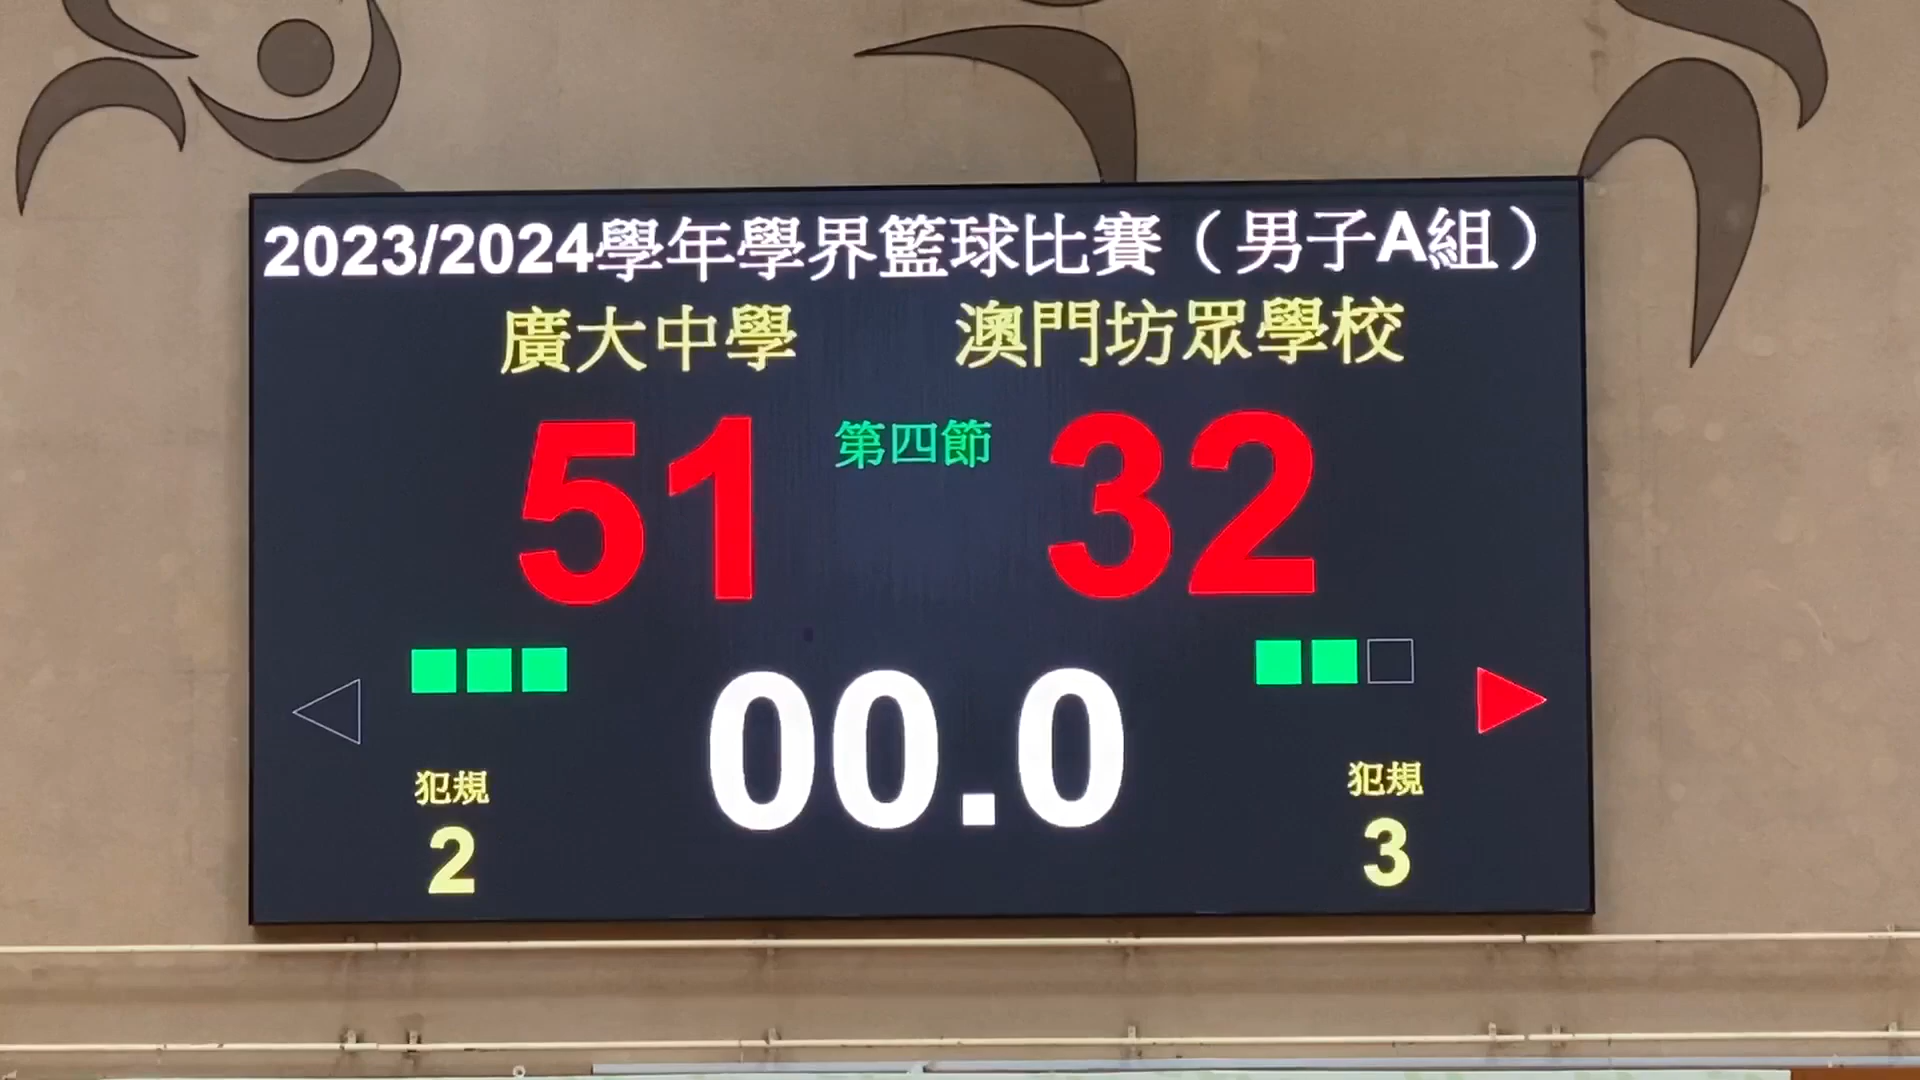 2023/2024學年學界籃球比賽（男子A組）
廣大中學 澳門坊眾學校
51 第四節 32
00.0
犯規 犯規
2 3